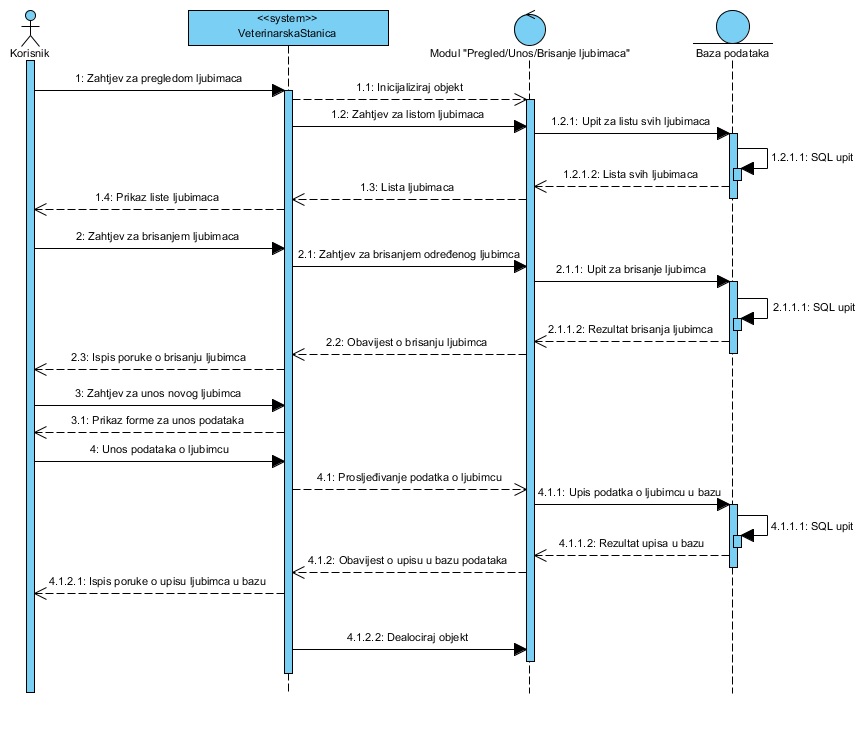 <<system>>
VeterinarskaStanica
Korisnik
Modul "Pregled/Unos/Brisanje ljubimaca"
Baza podataka
1: Zahtjev za pregledom ljubimaca
1.1: Inicijaliziraj objekt
1.2: Zahtjev za listom ljubimaca
1.2.1: Upit za listu svih ljubimaca
1.2.1.1: SQL upit
1.2.1.2: Lista svih ljubimaca
1.3: Lista ljubimaca
1.4: Prikaz liste ljubimaca
2: Zahtjev za brisanjem ljubimaca
2.1: Zahtjev za brisanjem određenog ljubimca
2.1.1: Upit za brisanje ljubimca
2.1.1.1: SQL upit
2.1.1.2: Rezultat brisanja ljubimca
2.2: Obavijest o brisanju ljubimca
2.3: Ispis poruke o brisanju ljubimca
3: Zahtjev za unos novog ljubimca
3.1: Prikaz forme za unos podataka
4: Unos podataka o ljubimcu
4.1: Prosljeđivanje podatka o ljubimcu
4.1.1: Upis podatka o ljubimcu u bazu
4.1.1.1: SQL upit
4.1.1.2: Rezultat upisa u bazu
4.1.2: Obavijest o upisu u bazu podataka
4.1.2.1: Ispis poruke o upisu ljubimca u bazu
4.1.2.2: Dealociraj objekt